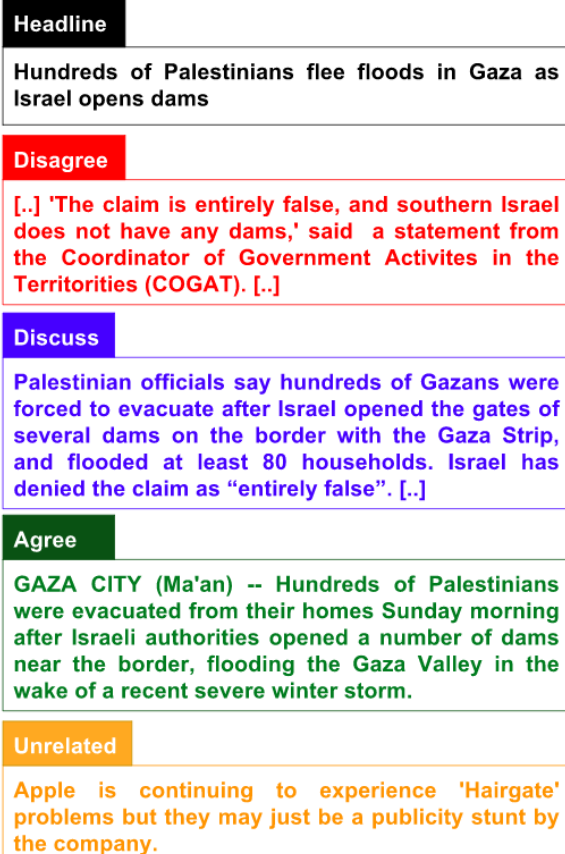 Headline
Hundreds of Palestinians flee floods in Gaza as
Israel opens dams
Disagree
[..] 'The claim is entirely false, and southern Israel
does not have any dams,' said a statement from
the Coordinator of Government Activites in the
Territorities (COGAT). [..]
Discuss
Palestinian officials say hundreds of Gazans were
forced to evacuate after Israel opened the gates of
several dams on the border with the Gaza Strip,
and flooded at least 80 households. Israel has
denied the claim as “entirely false”. [..]
Agree
GAZA CITY (Ma'an) -- Hundreds of Palestinians
were evacuated from their homes Sunday morning
after Israeli authorities opened a number of dams
near the border, flooding the Gaza Valley in the
wake of a recent severe winter storm.
Unrelated
Apple is continuing to experience 'Hairgate'
problems but they may just be a publicity stunt by
the company.